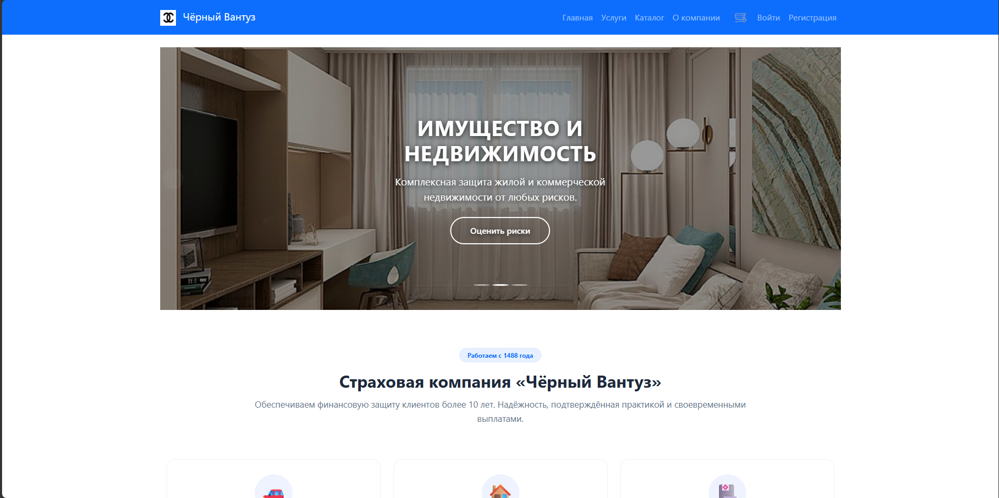 Чёрный Вантуз
Главная Услуги Каталог О компании Войти Регистрация
ИМУЩЕСТВО И
НЕДВИЖИМОСТЬ
Комплексная защита жилой и коммерческой
недвижимости от любых рисков.
Оценить риски
Работаем с 1488 года
Страховая компания «Чёрный Вантуз»
Обеспечиваем финансовую защиту клиентов более 10 лет. Надёжность, подтверждённая практикой и своевременными
выплатами.